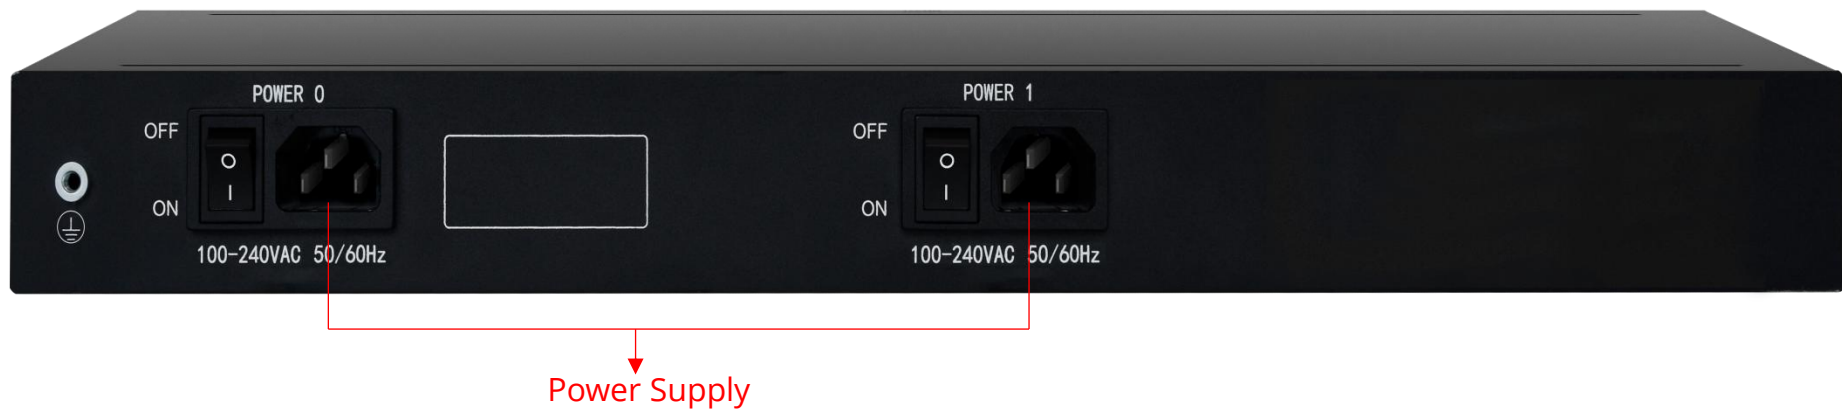 POWER 0
POWER 1
OFF
O
I
ON
100-240VAC 50/60Hz
OFF
O
I
ON
100-240VAC 50/60Hz
Power Supply